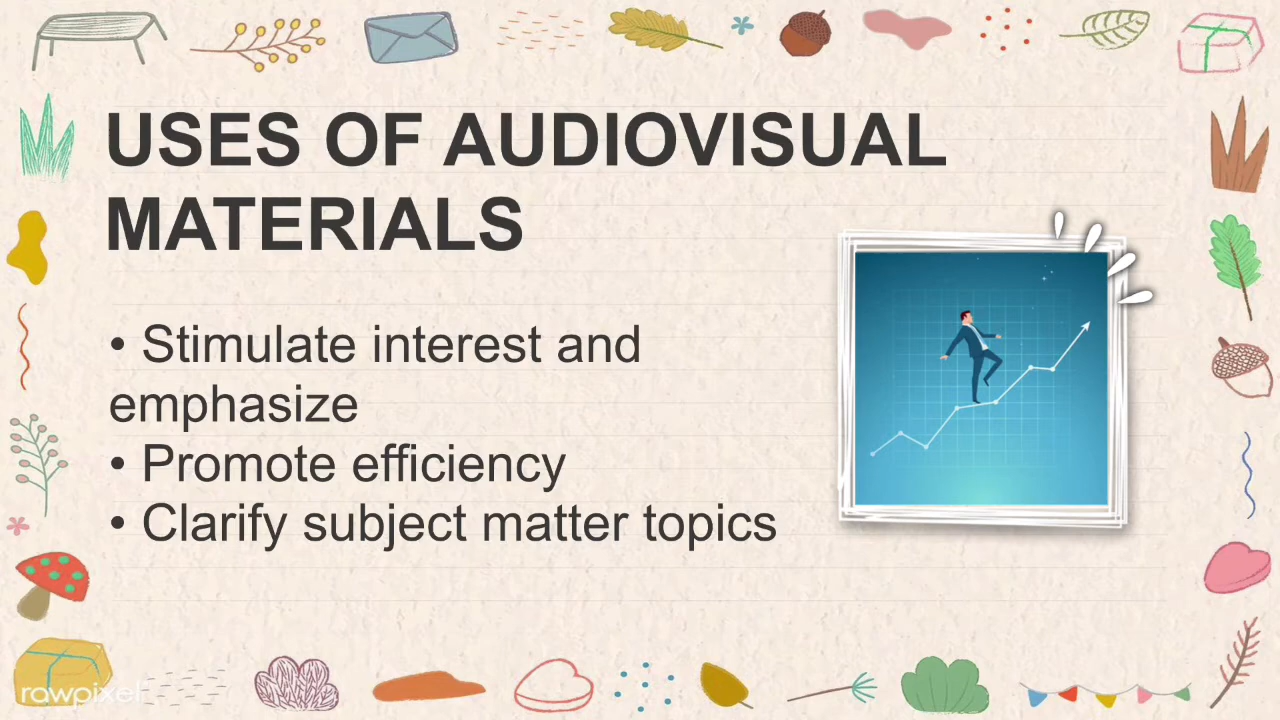 USES OF AUDIOVISUAL
MATERIALS
• Stimulate interest and
emphasize
• Promote efficiency
• Clarify subject matter topics
rawpixel